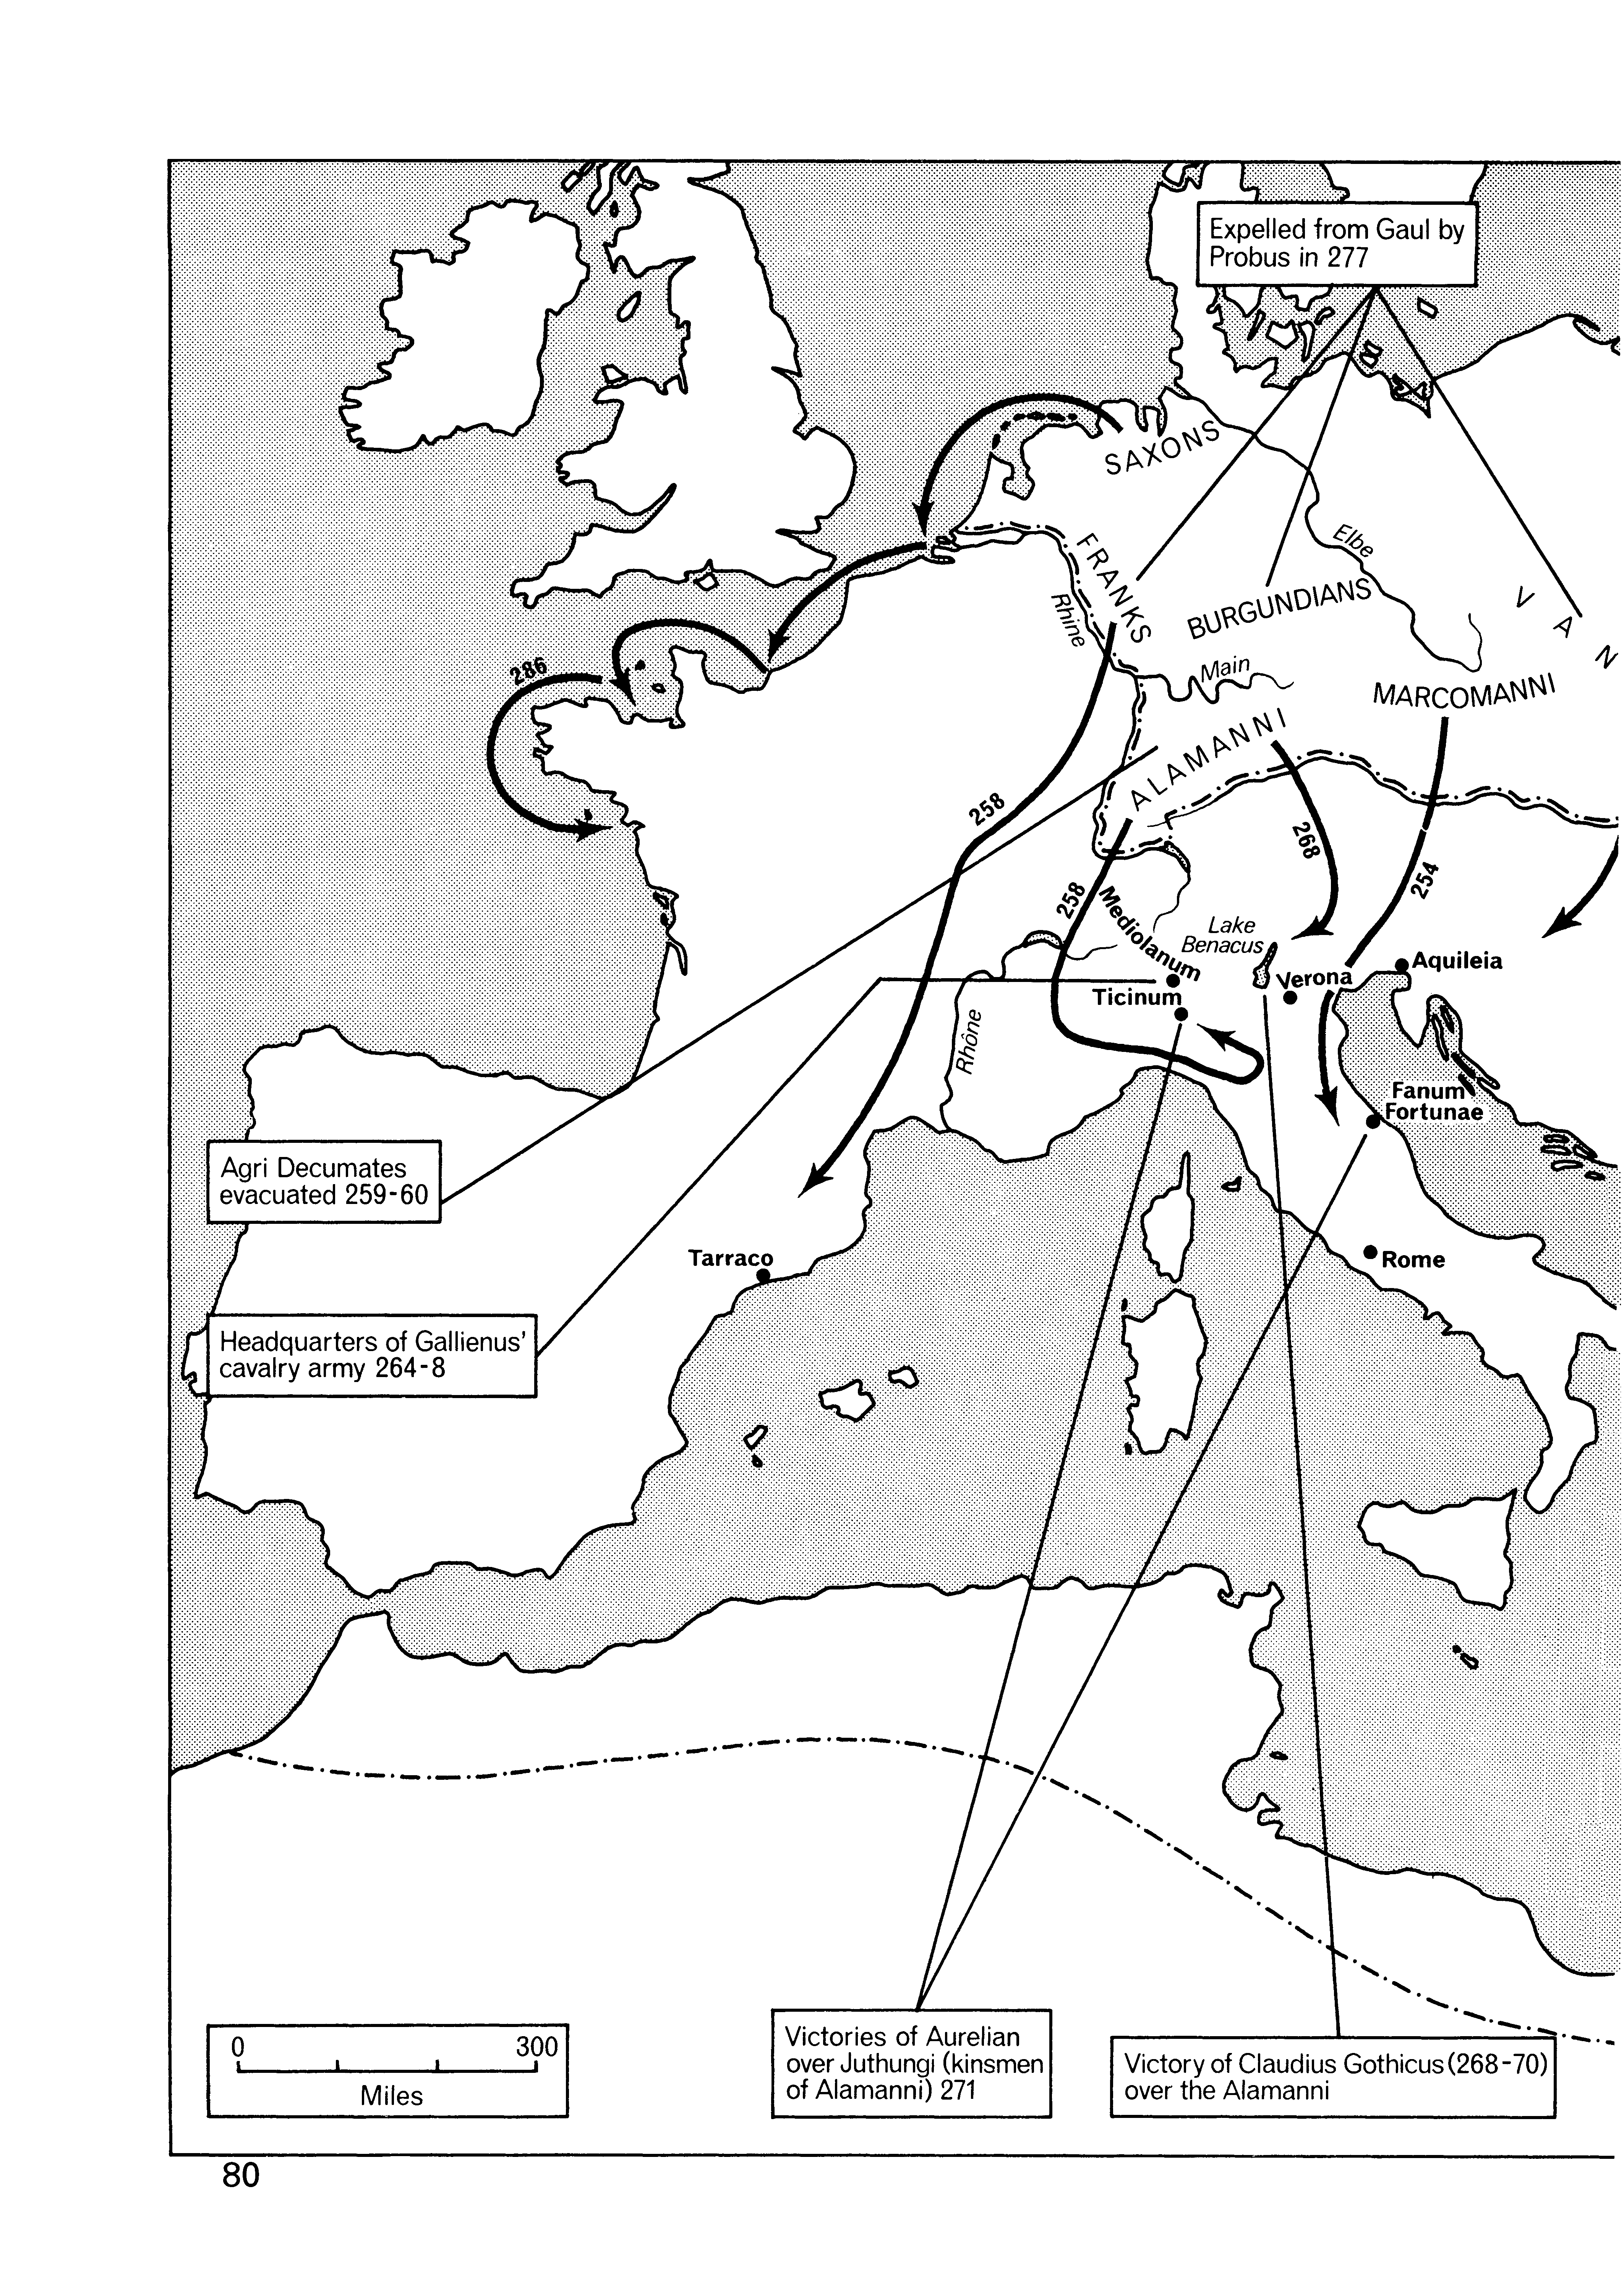 Expelled from Gaul by
Probus in 277
SAXONS
Elbe
FRANKS
Rhine
BURGUNDIANS
V A N
286
Main
MARCOMANNI
ALAMANNI
258
268
254
258
Mediolanum
Lake
Benacus
Aquileia
Verona
Ticinum
Rhône
Fanum
Fortunae
Agri Decumates
evacuated 259-60
Tarraco
Rome
Headquarters of Gallienus'
cavalry army 264-8
0 300
Miles
Victories of Aurelian
over Juthungi (kinsmen
of Alamanni) 271
Victory of Claudius Gothicus (268-70)
over the Alamanni
80